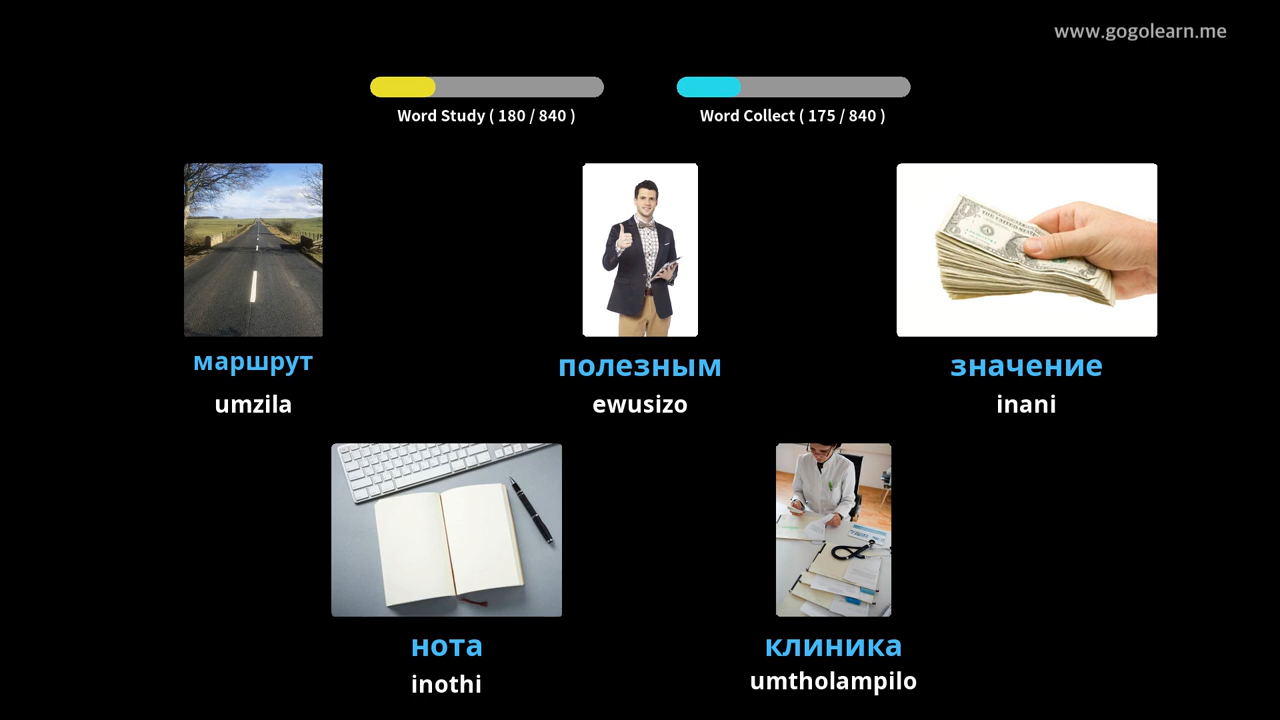 www.gogolearn.me
Word Study ( 180 / 840 )
Word Collect ( 175 / 840 )
маршрут
umzila
полезным
ewusizo
значение
inani
нота
inothi
клиника
umtholampilo